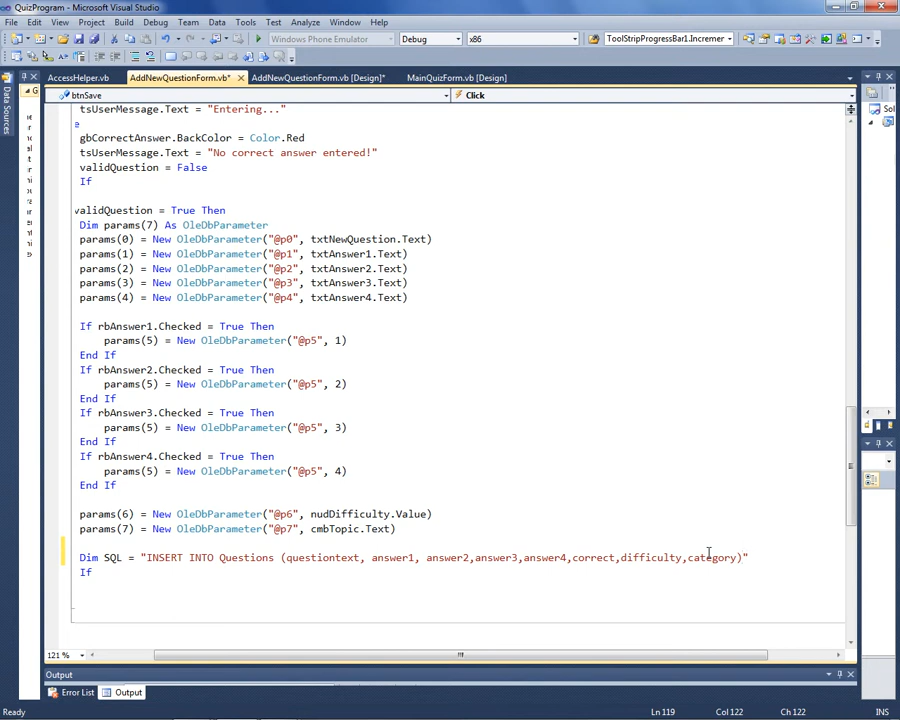 QuizProgram - Microsoft Visual Studio
File Edit View Project Build Debug Team Data Tools Test Analyze Window Help
Windows Phone Emulator Debug x86 ToolStripProgressBar1.Incremer
AccessHelper.vb AddNewQuestionForm.vb* AddNewQuestionForm.vb [Design]* MainQuizForm.vb [Design]
Data Sources
btnSave Click
tsUserMessage.Text = "Entering..."
e
gbCorrectAnswer.BackColor = Color.Red
tsUserMessage.Text = "No correct answer entered!"
validQuestion = False
If
validQuestion = True Then
Dim params(7) As OleDbParameter
params(0) = New OleDbParameter("@p0", txtNewQuestion.Text)
params(1) = New OleDbParameter("@p1", txtAnswer1.Text)
params(2) = New OleDbParameter("@p2", txtAnswer2.Text)
params(3) = New OleDbParameter("@p3", txtAnswer3.Text)
params(4) = New OleDbParameter("@p4", txtAnswer4.Text)
If rbAnswer1.Checked = True Then
params(5) = New OleDbParameter("@p5", 1)
End If
If rbAnswer2.Checked = True Then
params(5) = New OleDbParameter("@p5", 2)
End If
If rbAnswer3.Checked = True Then
params(5) = New OleDbParameter("@p5", 3)
End If
If rbAnswer4.Checked = True Then
params(5) = New OleDbParameter("@p5", 4)
End If
params(6) = New OleDbParameter("@p6", nudDifficulty.Value)
params(7) = New OleDbParameter("@p7", cmbTopic.Text)
Dim SQL = "INSERT INTO Questions (questiontext, answer1, answer2,answer3,answer4,correct,difficulty,category)"
If
121 %
Output
Error List Output
Ready Ln 119 Col 122 Ch 122 INS